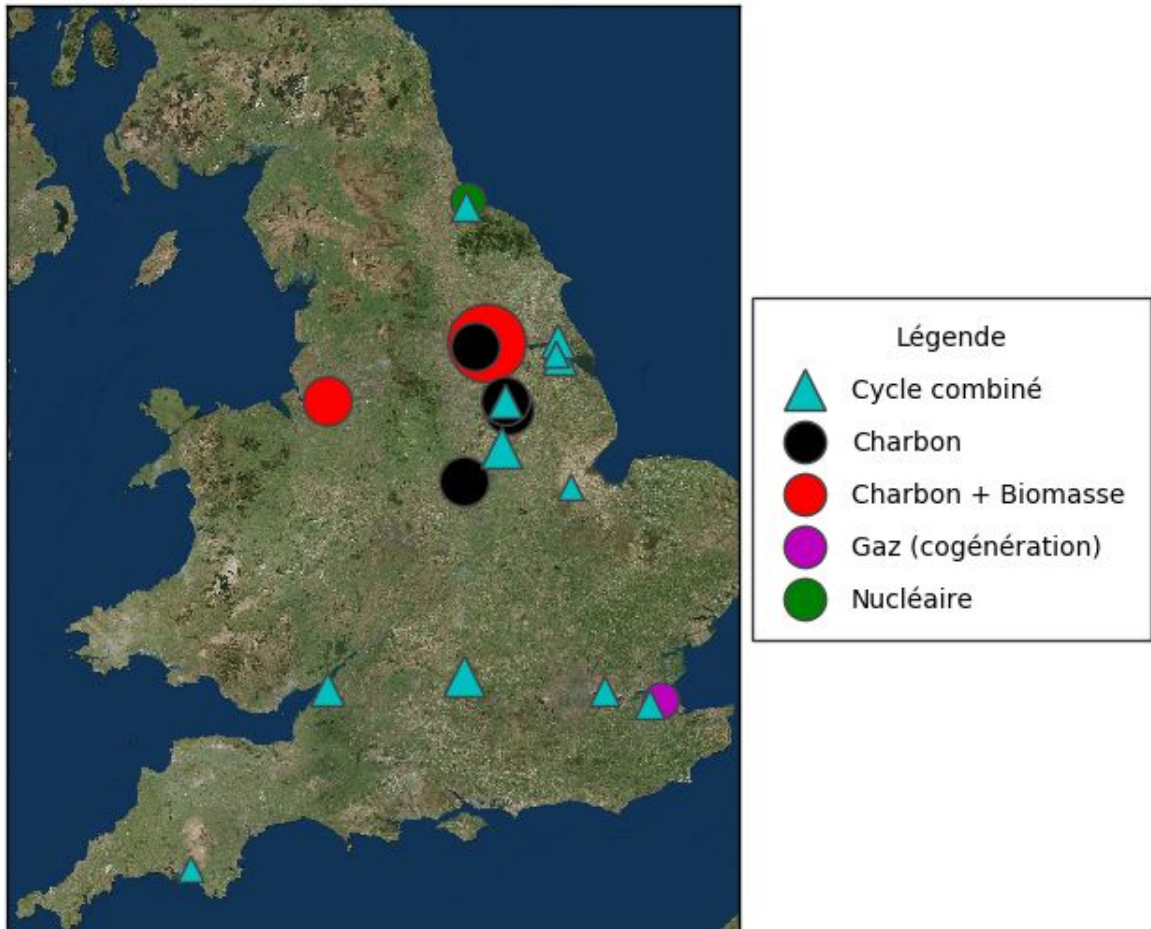 Légende
Cycle combiné
Charbon
Charbon + Biomasse
Gaz (cogénération)
Nucléaire